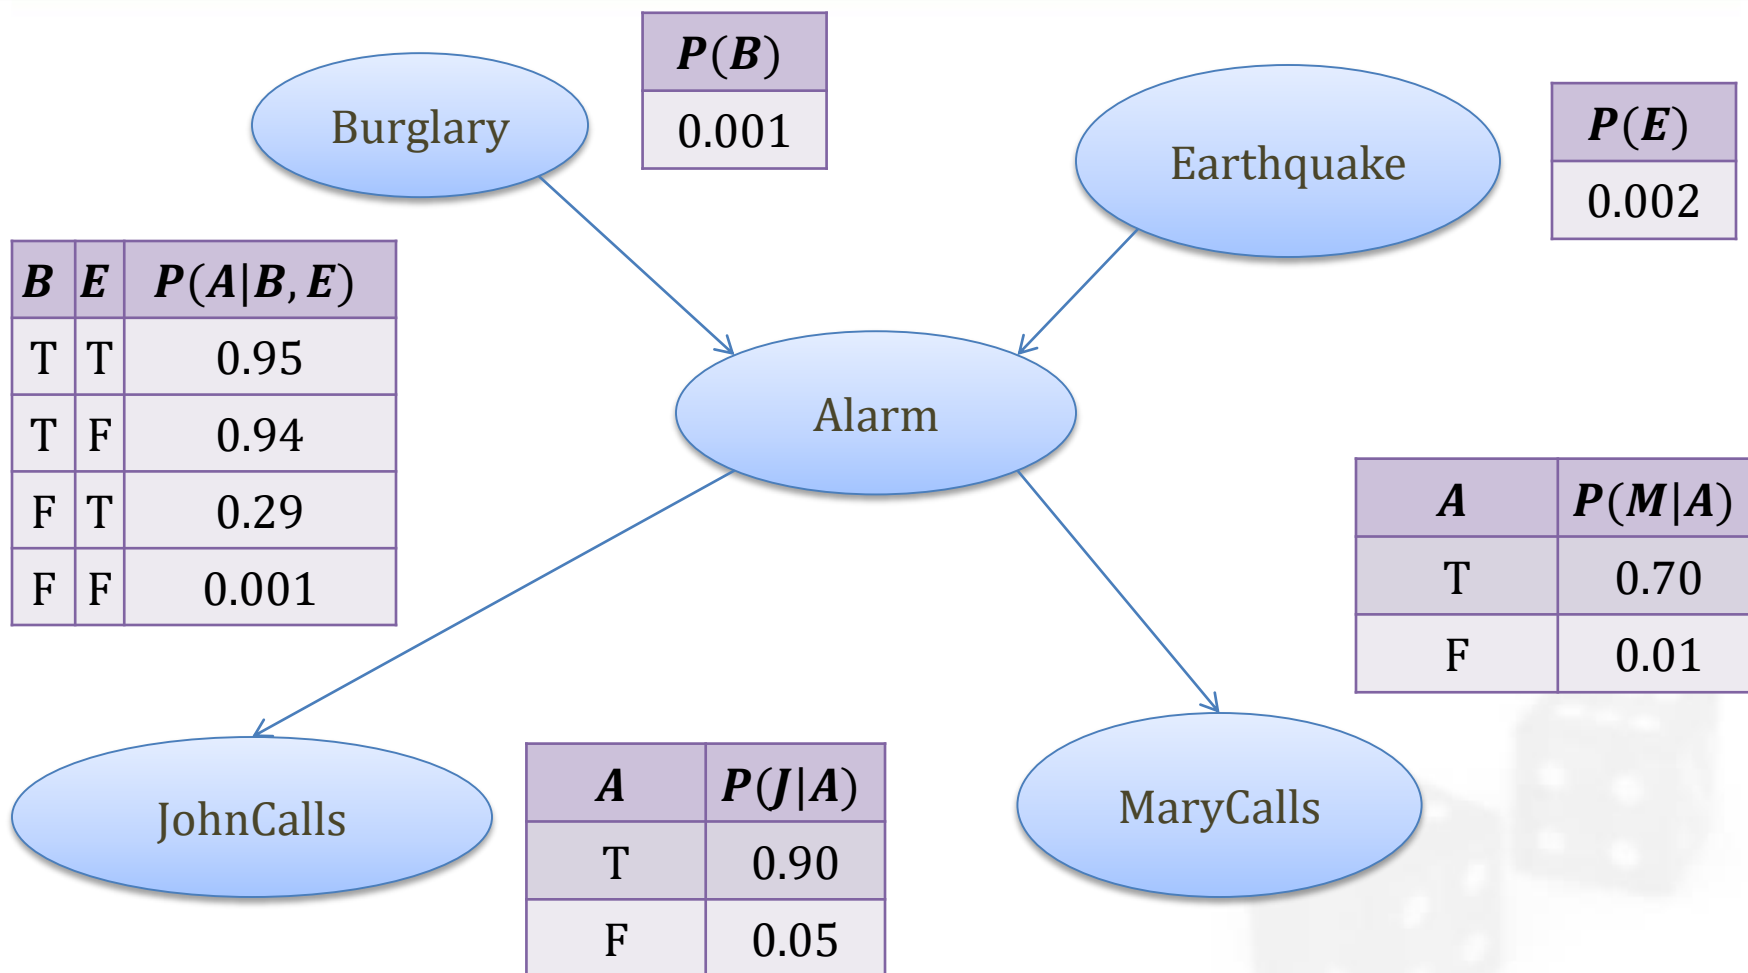 Burglary
P(B)
0.001
Earthquake
P(E)
0.002
B E P(A|B, E)
T T 0.95
T F 0.94
F T 0.29
F F 0.001
Alarm
A P(M|A)
T 0.70
F 0.01
JohnCalls
A P(J|A)
T 0.90
F 0.05
MaryCalls